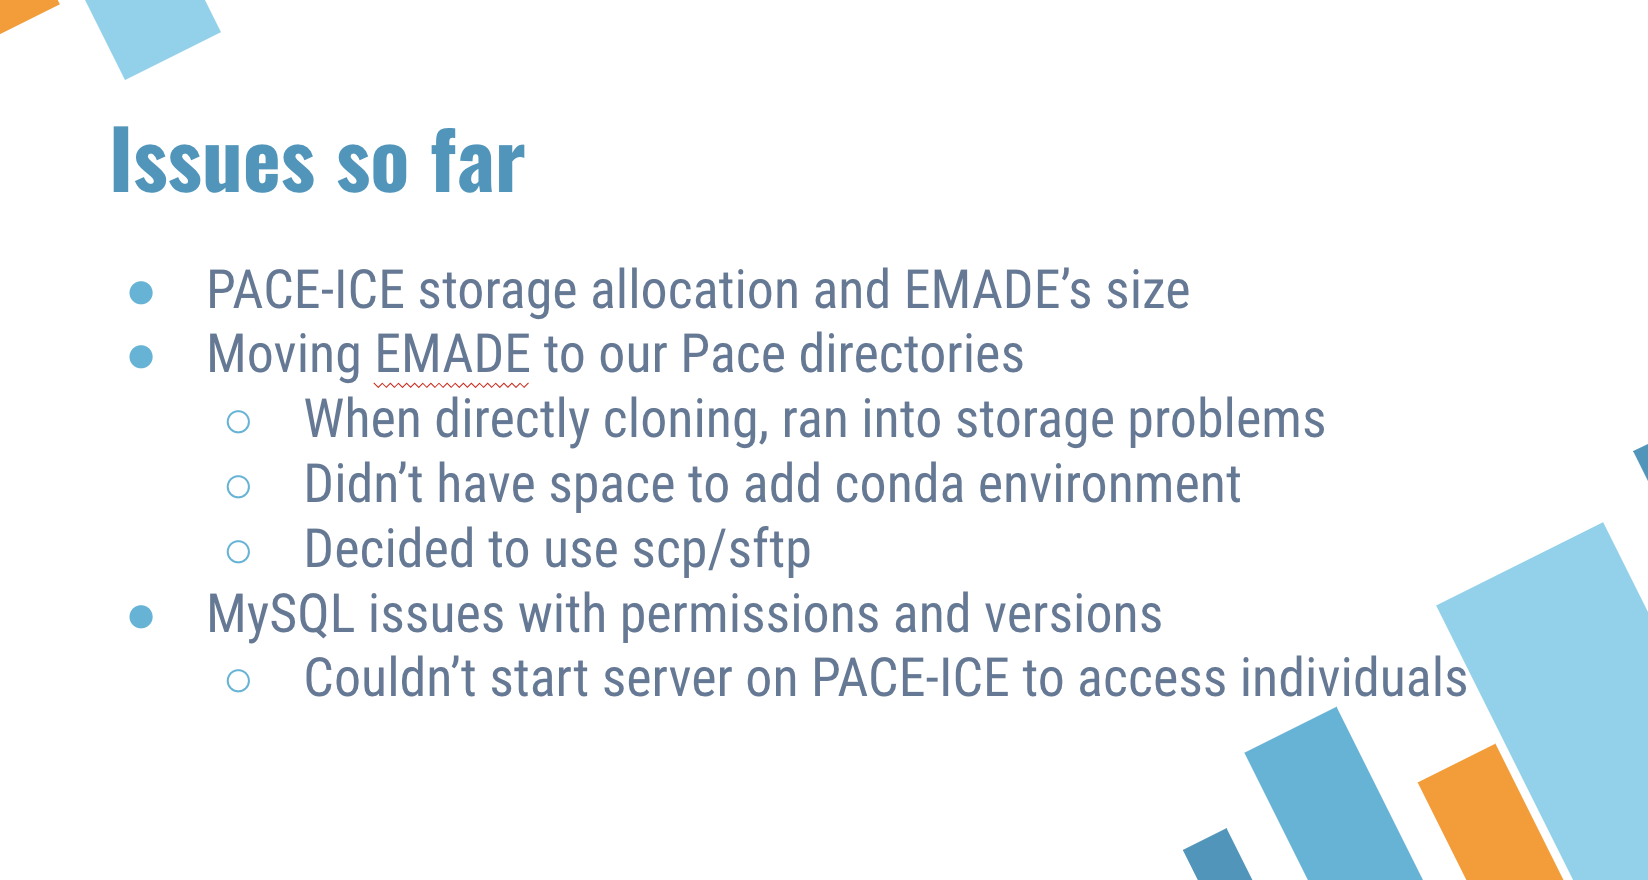 Issues so far
● PACE-ICE storage allocation and EMADE’s size
● Moving EMADE to our Pace directories
○ When directly cloning, ran into storage problems
○ Didn’t have space to add conda environment
○ Decided to use scp/sftp
● MySQL issues with permissions and versions
○ Couldn’t start server on PACE-ICE to access individuals